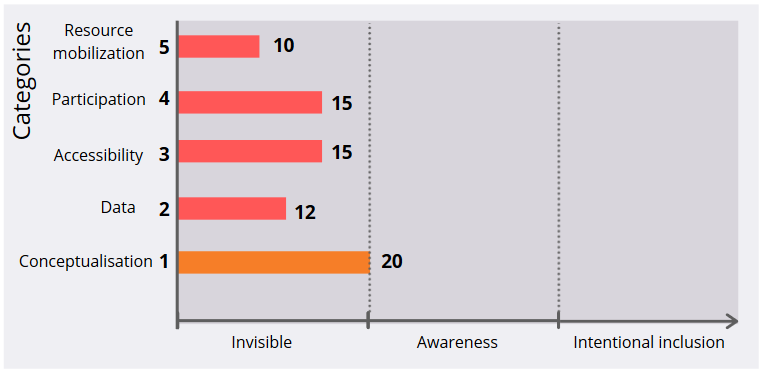 Categories
Resource
mobilization 5 10
Participation 4 15
Accessibility 3 15
Data 2 12
Conceptualisation 1 20
Invisible Awareness Intentional inclusion